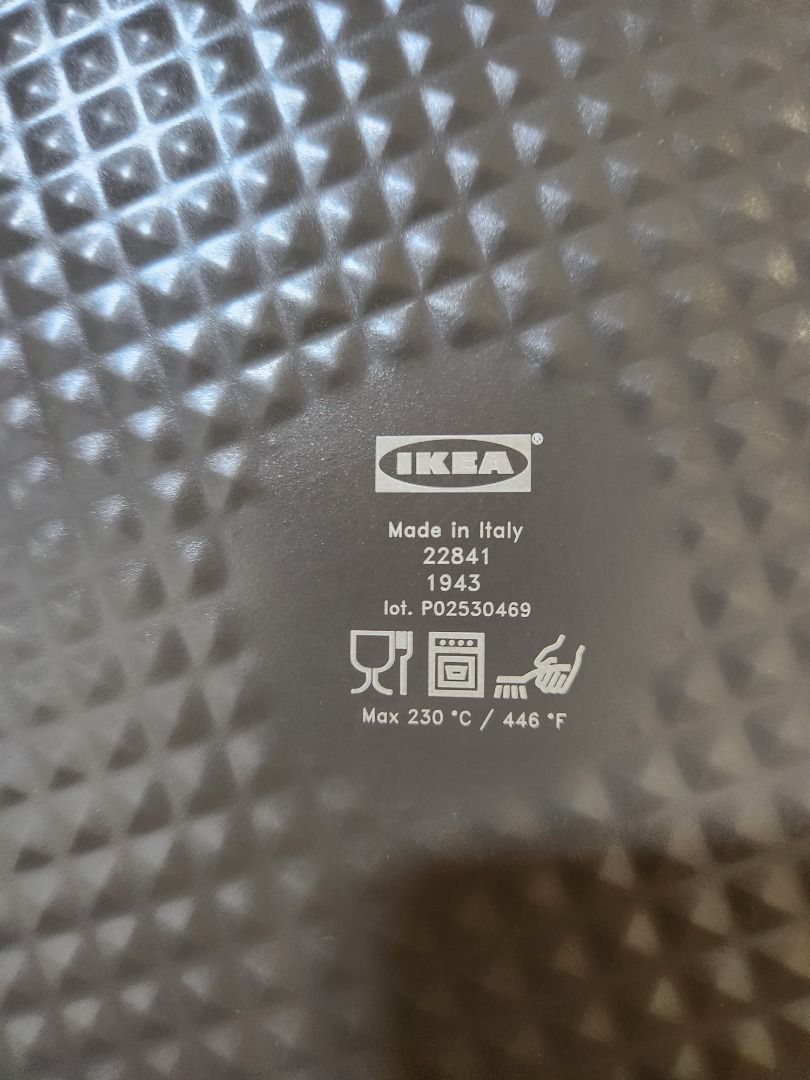 IKEA®
Made in Italy
22841
1943
lot. P02530469
Max 230 °C / 446 °F